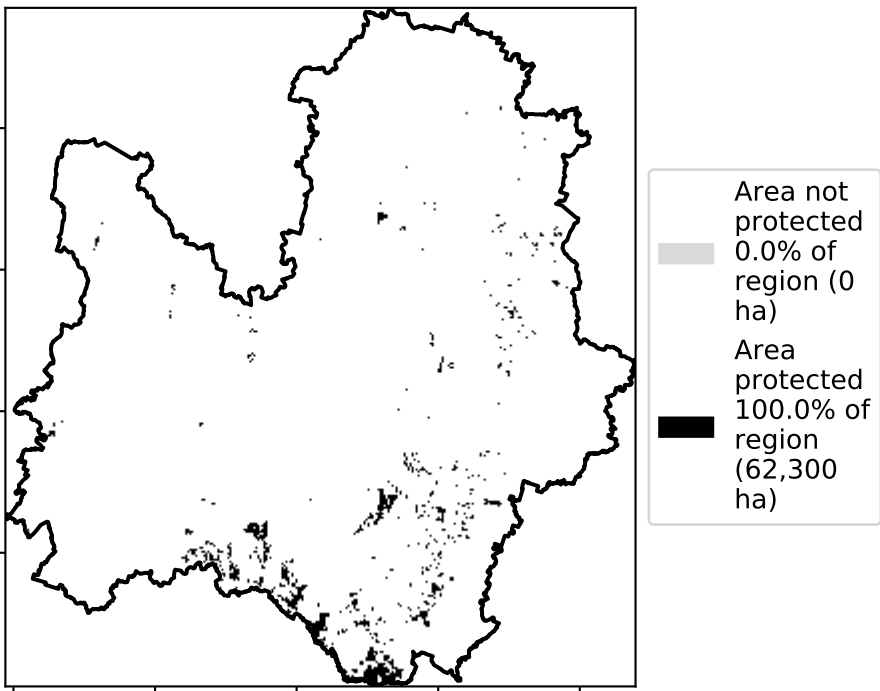 Area not
protected
0.0% of
region (0
ha)
Area
protected
100.0% of
region
(62,300
ha)